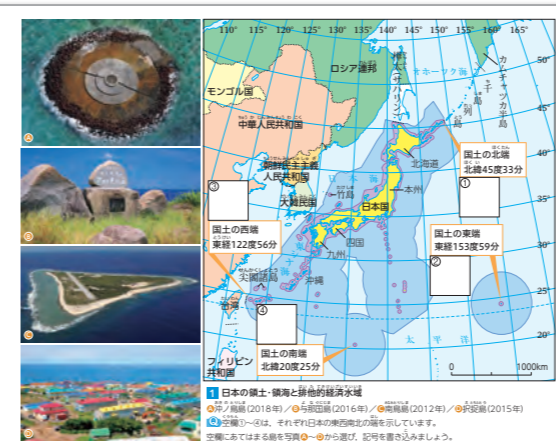 110° 115° 120° 125° 130° 135° 140° 145° 150° 155° 160° 165°
50°
45°
40°
35°
30°
25°
20°
ロシア連邦
樺太(サハリン)
オホーツク海
カムチャツカ半島
千島列島
モンゴル国
中華人民共和国
朝鮮民主主義
人民共和国
大韓民国
日本海
竹島
北海道
本州
日本国
四国
九州
尖閣諸島
沖縄
台湾
フィリピン
共和国
太平洋
国土の北端
北緯45度33分
①
国土の東端
東経153度59分
②
③
国土の西端
東経122度56分
④
国土の南端
北緯20度25分
0 1000km
1 日本の領土・領海と排他的経済水域
Ⓐ沖ノ鳥島(2018年)/Ⓑ与那国島(2016年)/Ⓒ南鳥島(2012年)/Ⓓ択捉島(2015年)
空欄①~④は、それぞれ日本の東西南北の端を示しています。
空欄にあてはまる島を写真Ⓐ~Ⓓから選び、記号を書き込みましょう。